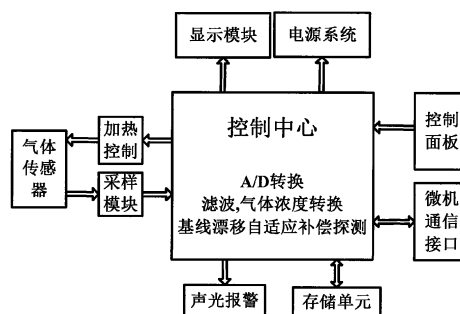 显示模块
电源系统
控制中心
A/D转换
滤波,气体浓度转换
基线漂移自适应补偿探测
气体
传感
器
加热
控制
采样
模块
控制
面板
微机
通信
接口
声光报警
存储单元